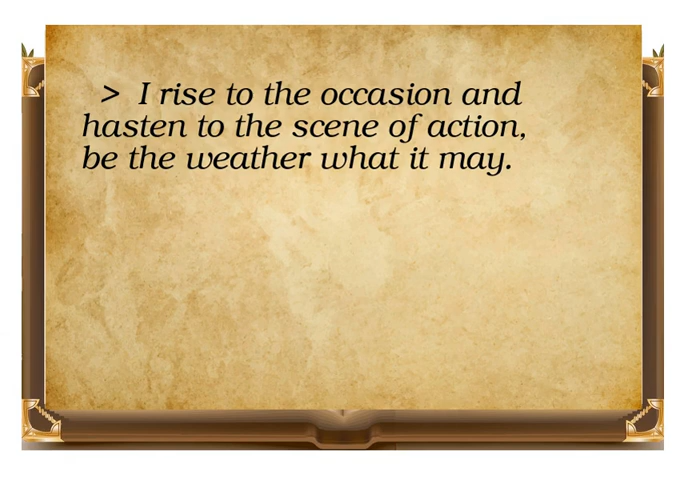 > I rise to the occasion and
hasten to the scene of action,
be the weather what it may.